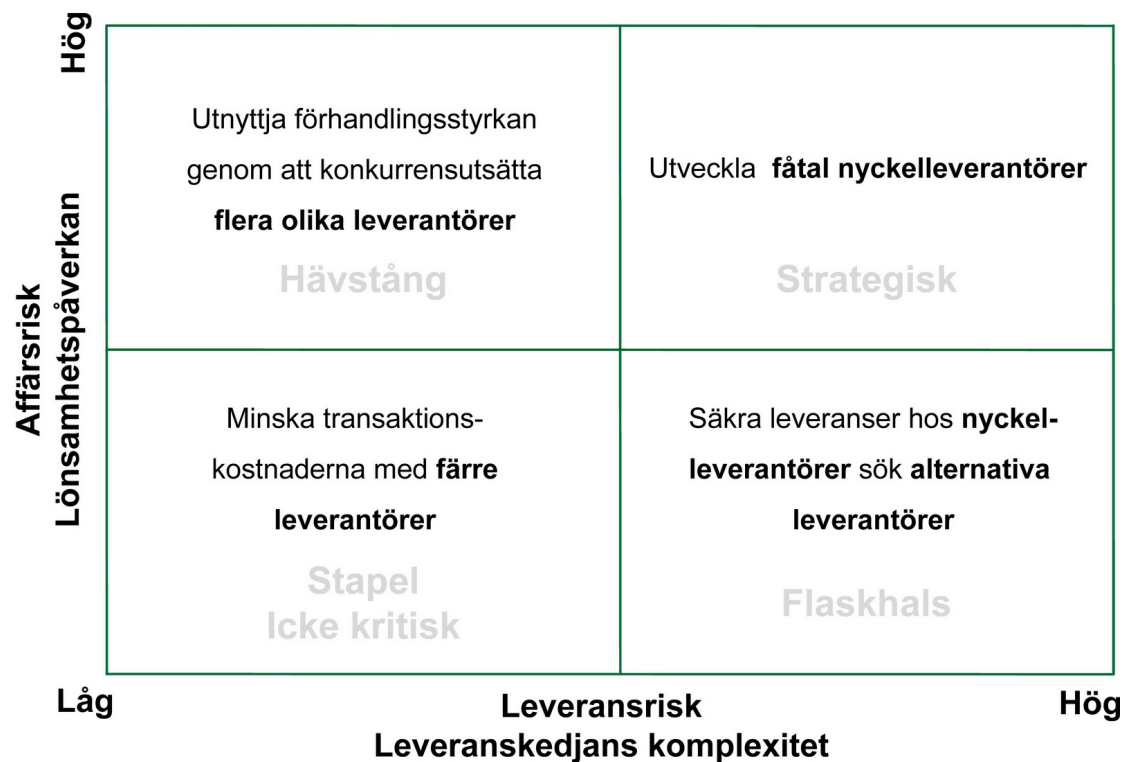 Hög
Utnyttja förhandlingsstyrkan
genom att konkurrensutsätta
flera olika leverantörer
Hävstång
Utveckla fåtal nyckelleverantörer
Strategisk
Affärsrisk
Lönsamhetspåverkan
Minska transaktions-
kostnaderna med färre
leverantörer
Stapel
Icke kritisk
Säkra leveranser hos nyckel-
leverantörer sök alternativa
leverantörer
Flaskhals
Låg
Leveransrisk
Leveranskedjans komplexitet
Hög